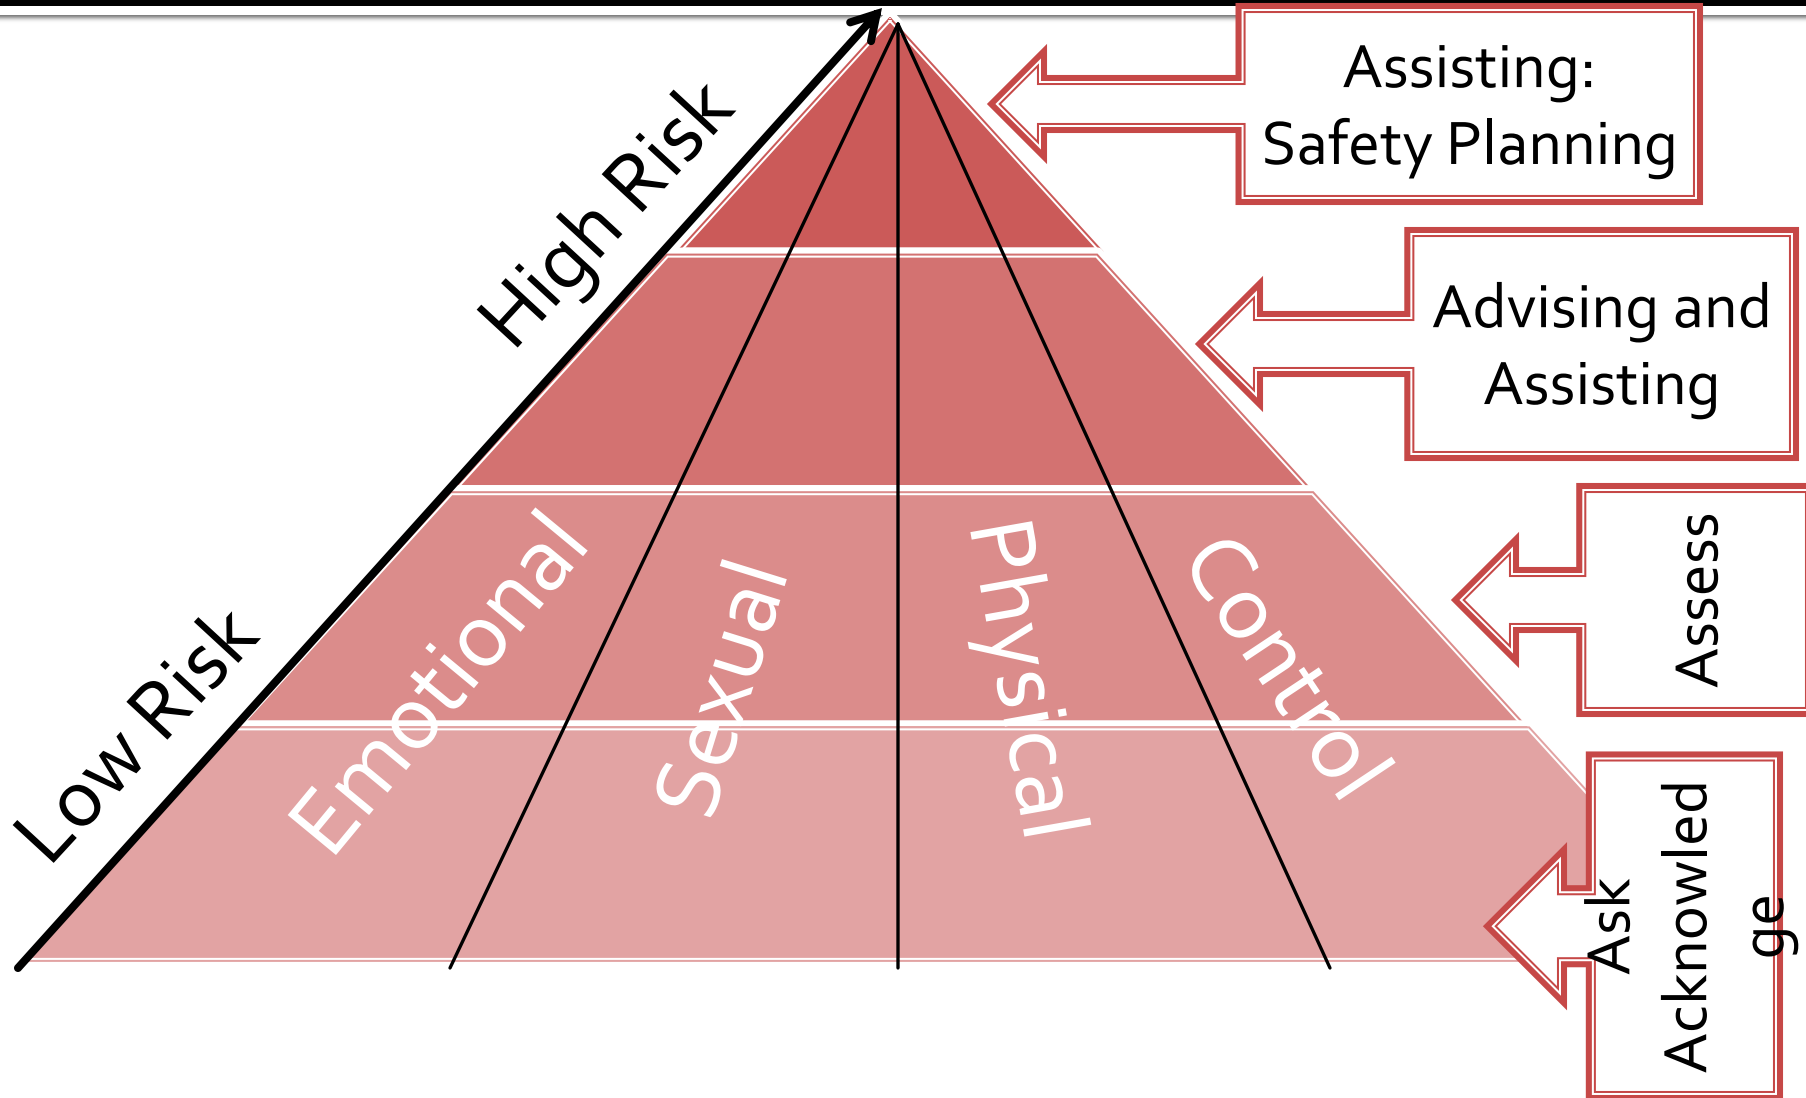 Assisting:
Safety Planning
High Risk
Advising and
Assisting
Emotional
Sexual
Physical
Control
Assess
Low Risk
Ask
Acknowled
ge